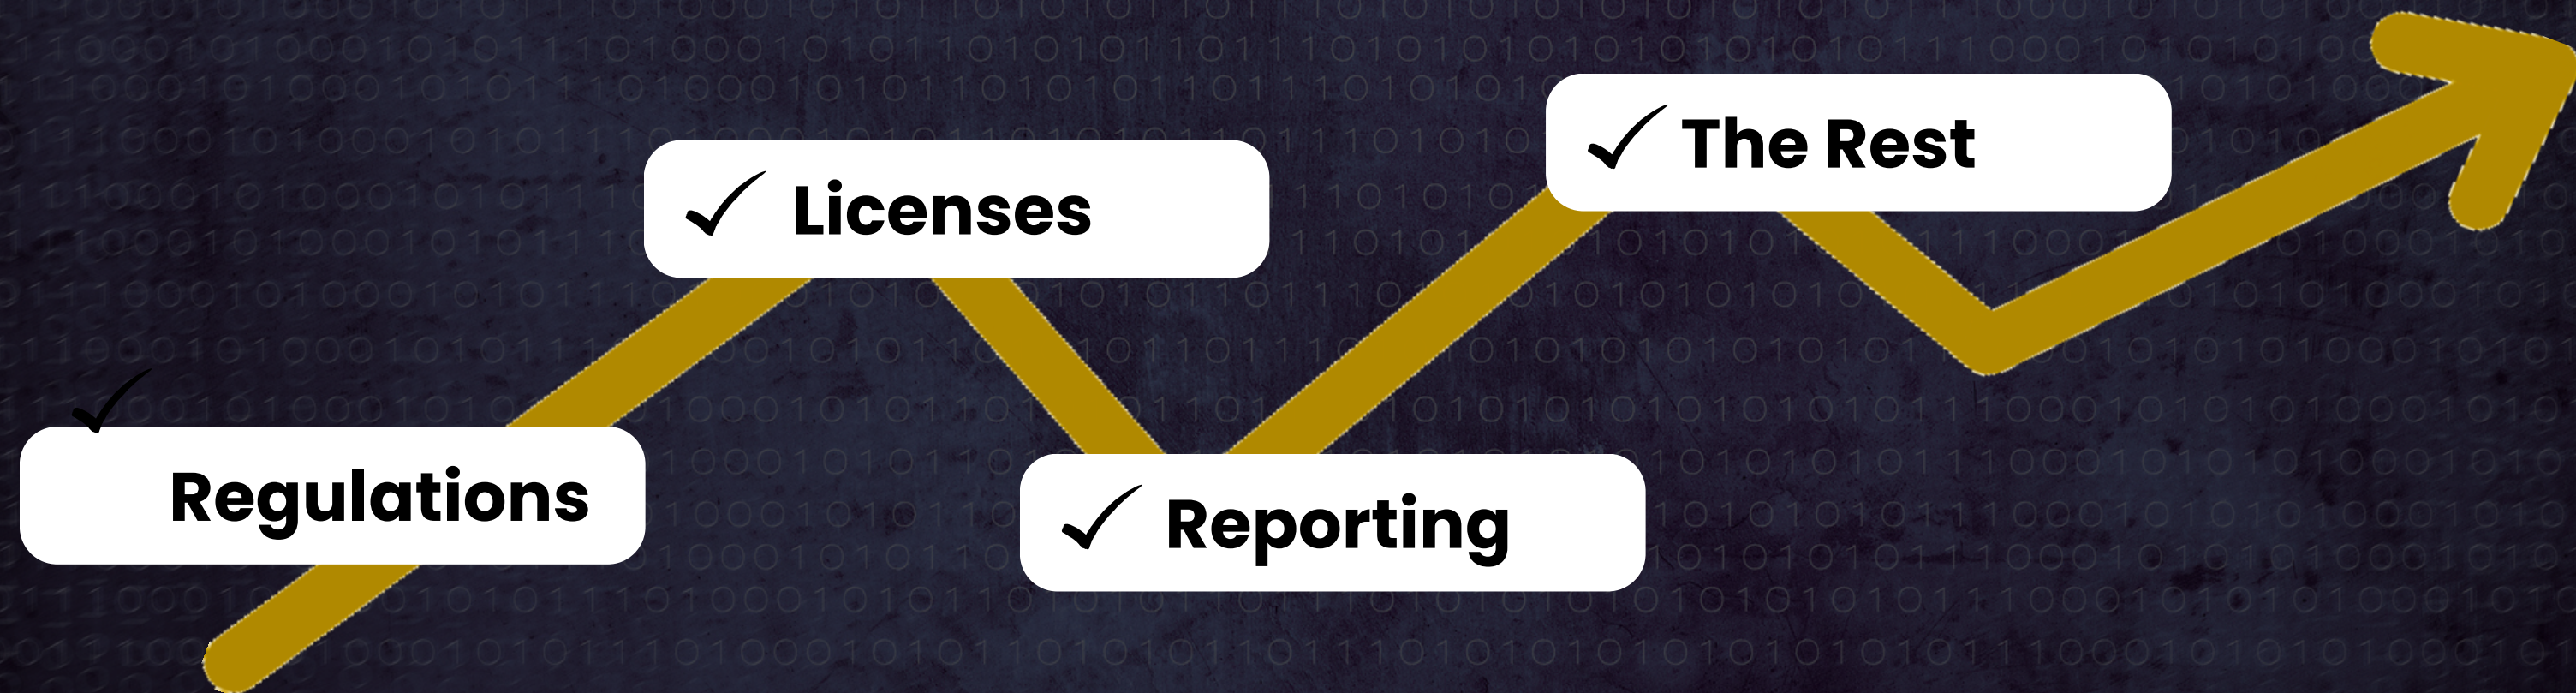 ✓ Regulations
✓ Licenses
✓ Reporting
✓ The Rest